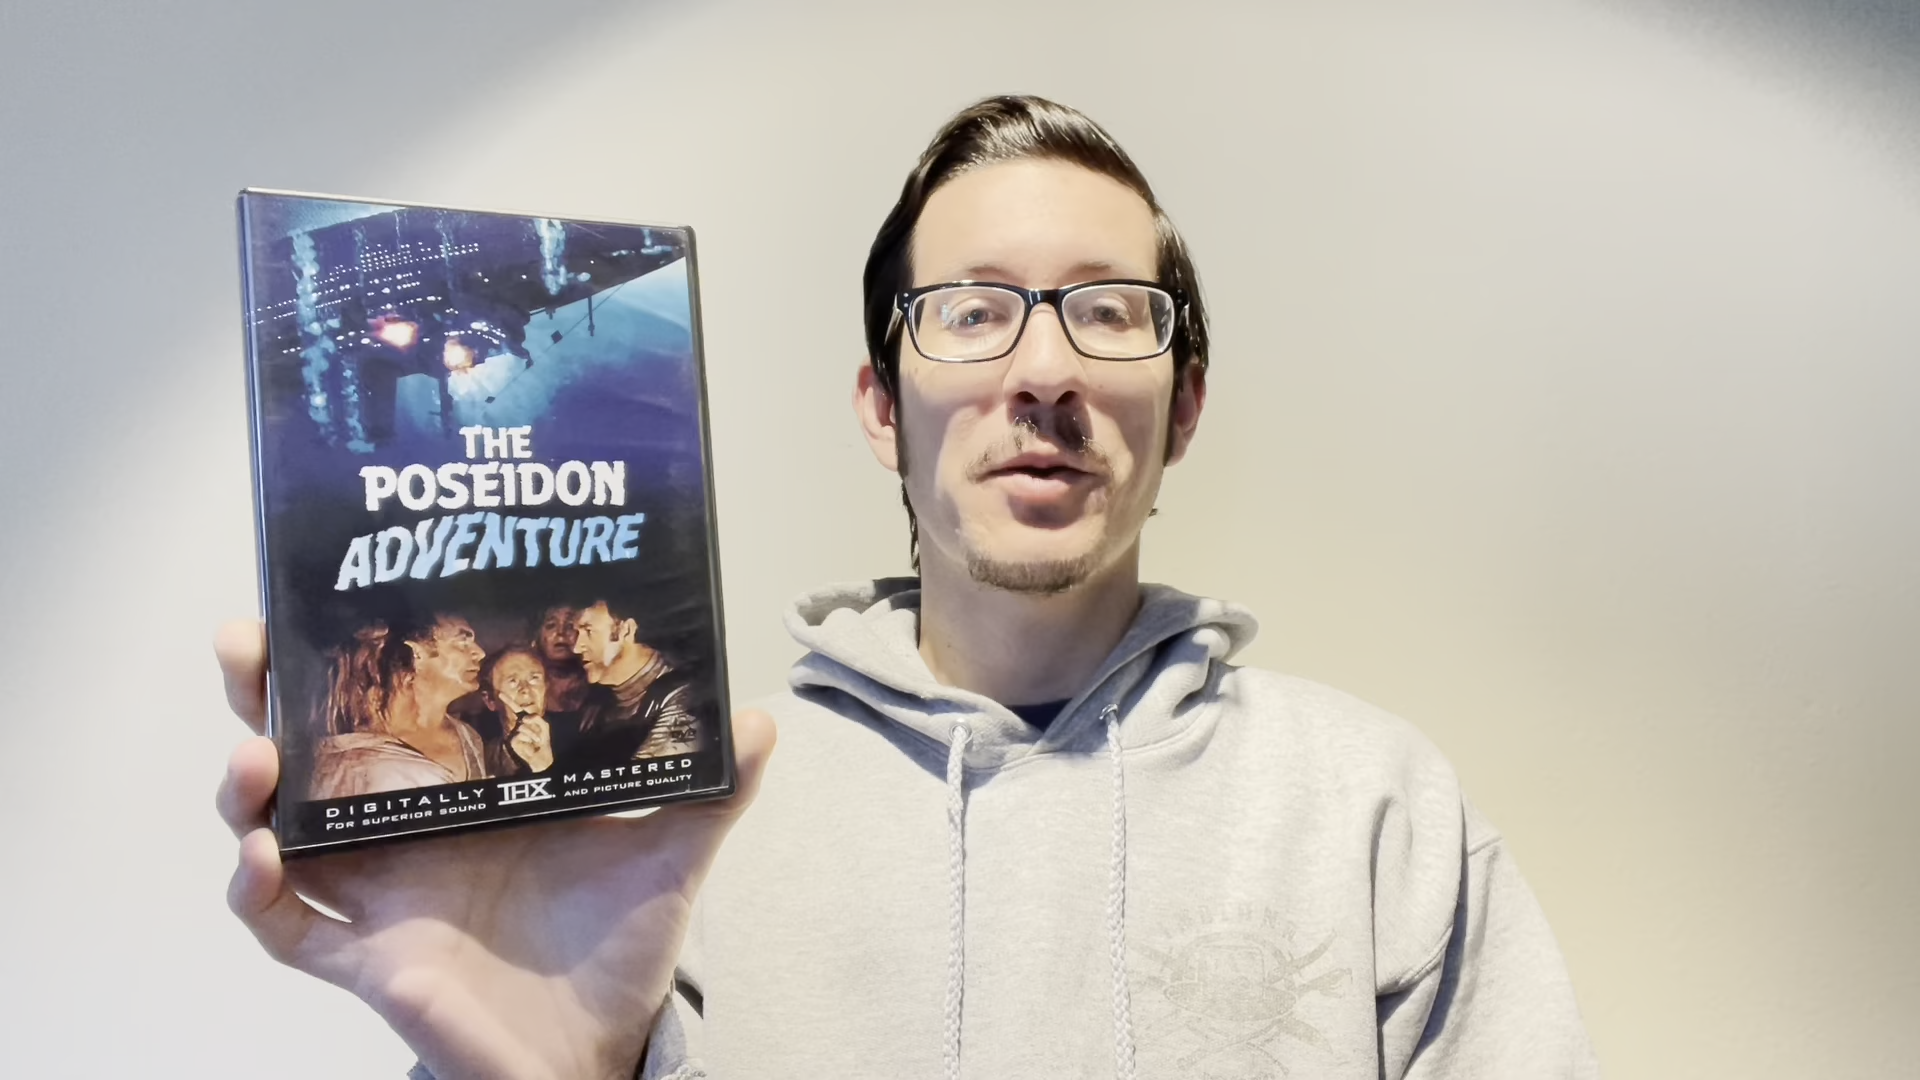 THE
POSEIDON
ADVENTURE
DIGITALLY THX MASTERED
FOR SUPERIOR SOUND AND PICTURE QUALITY